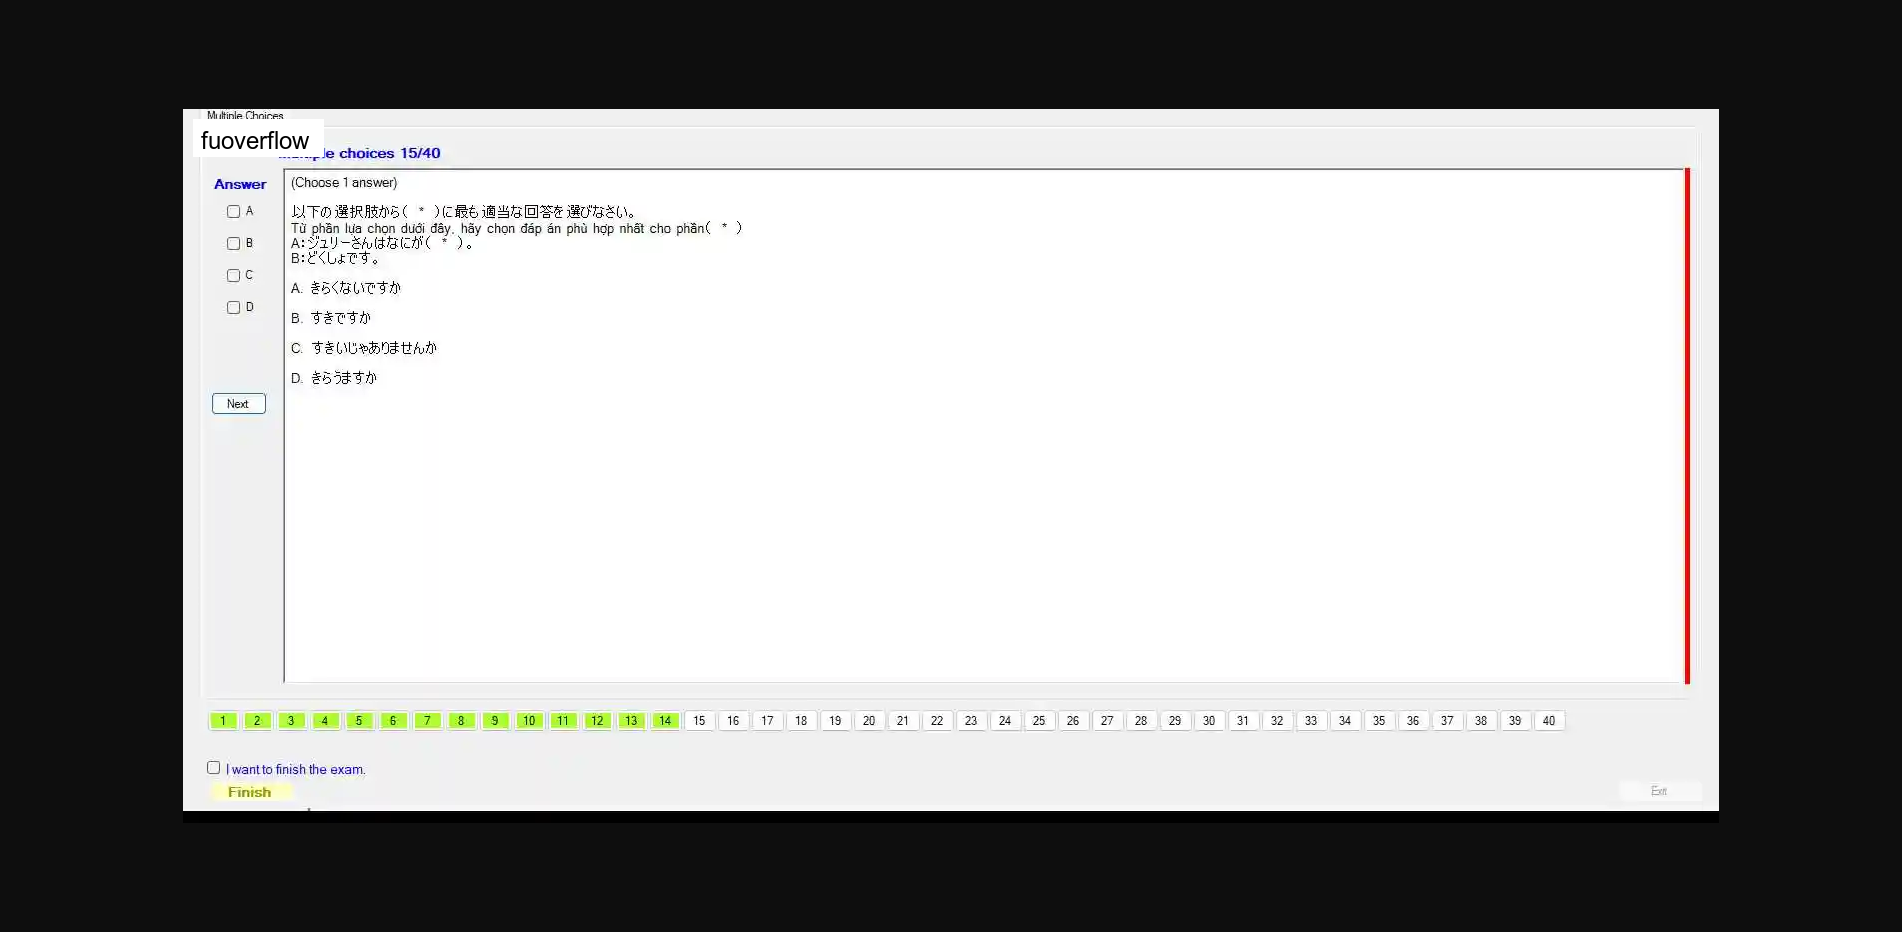 Multiple Choices
fuoverflow
Multiple choices 15/40
Answer
(Choose 1 answer)
A
以下の選択肢から( * )に最も適当な回答を選びなさい。
Từ phần lựa chọn dưới đây, hãy chọn đáp án phù hợp nhất cho phần( * )
B
A:ジュリーさんはなにが( * )。
B:どくしょです。
C
A. きらくないですか
D
B. すきですか
C. すきいじゃありませんか
D. きらうますか
Next
1 2 3 4 5 6 7 8 9 10 11 12 13 14 15 16 17 18 19 20 21 22 23 24 25 26 27 28 29 30 31 32 33 34 35 36 37 38 39 40
I want to finish the exam.
Finish
Exit